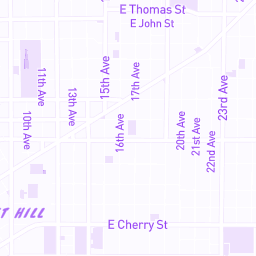 E Thomas St
E John St
15th Ave
17th Ave
11th Ave
13th Ave
10th Ave
16th Ave
20th Ave
21st Ave
22nd Ave
23rd Ave
T HILL
E Cherry St